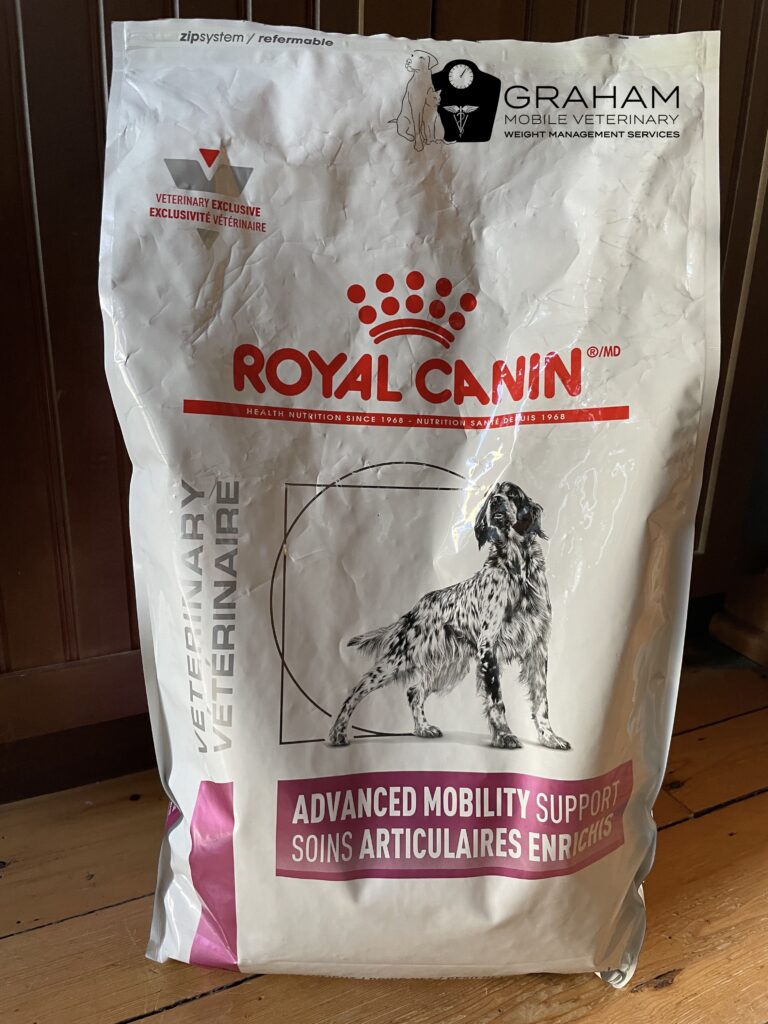 zipsystem / refermable
GRAHAM
MOBILE VETERINARY
WEIGHT MANAGEMENT SERVICES
VETERINARY EXCLUSIVE
EXCLUSIVITÉ VÉTÉRINAIRE
ROYAL CANIN ®/MD
HEALTH NUTRITION SINCE 1968 - NUTRITION SANTÉ DEPUIS 1968
VETERINARY
VÉTÉRINAIRE
ADVANCED MOBILITY SUPPORT
SOINS ARTICULAIRES ENRICHIS